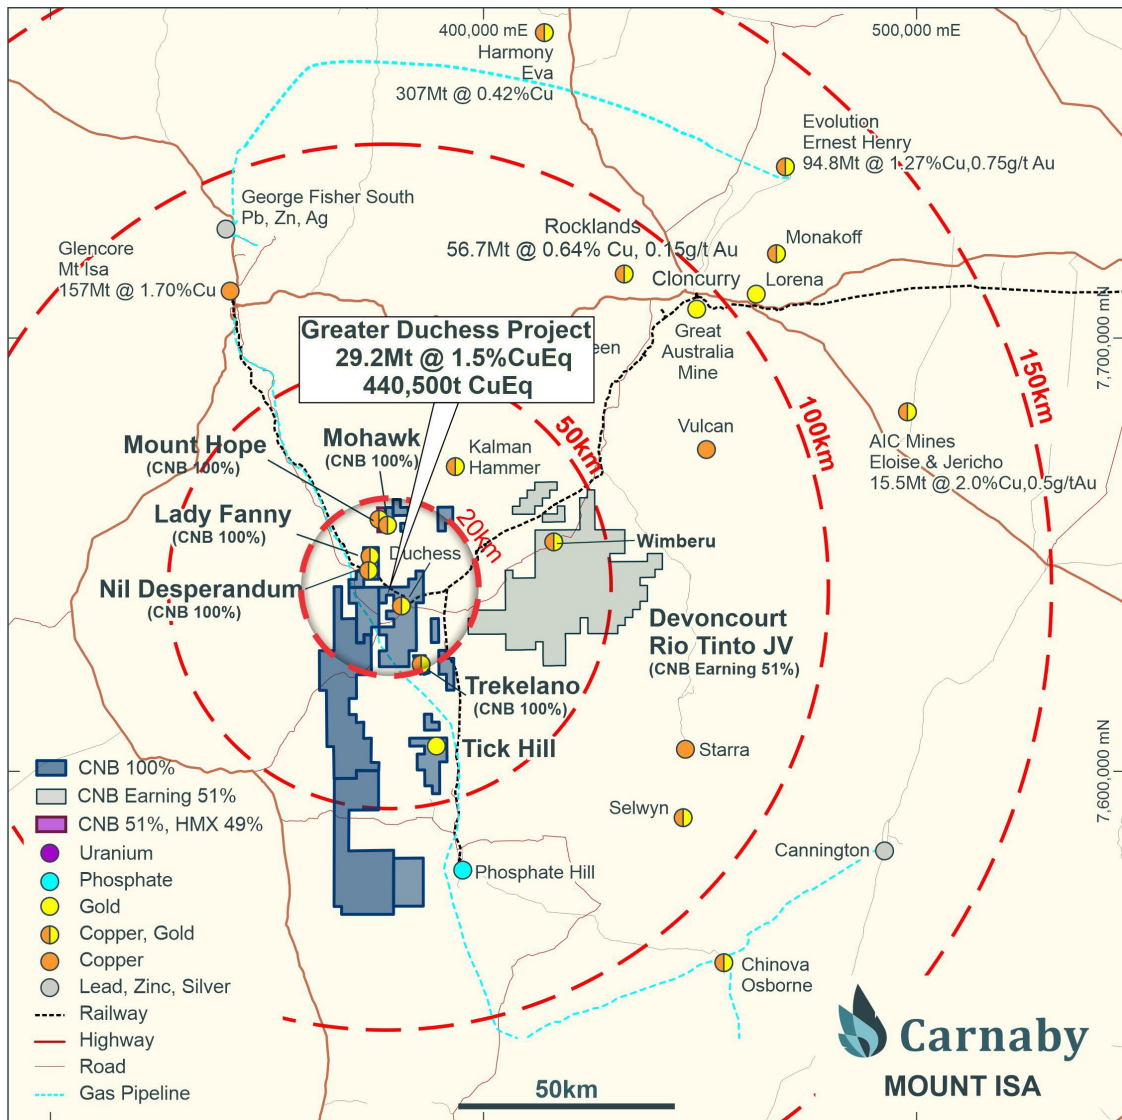 400,000 mE
500,000 mE
Harmony
Eva
307Mt @ 0.42%Cu
Evolution
Ernest Henry
94.8Mt @ 1.27%Cu,0.75g/t Au
George Fisher South
Pb, Zn, Ag
Glencore
Mt Isa
157Mt @ 1.70%Cu
Rocklands
56.7Mt @ 0.64% Cu, 0.15g/t Au
Monakoff
Cloncurry
Lorena
Great
Australia
Mine
7,700,000 mN
Greater Duchess Project
29.2Mt @ 1.5%CuEq
440,500t CuEq
een
50km
100km
150km
20km
Vulcan
AIC Mines
Eloise & Jericho
15.5Mt @ 2.0%Cu,0.5g/tAu
Mount Hope
(CNB 100%)
Mohawk
(CNB 100%)
Kalman
Hammer
Lady Fanny
(CNB 100%)
Duchess
Wimberu
Nil Desperandum
(CNB 100%)
Devoncourt
Rio Tinto JV
(CNB Earning 51%)
Trekelano
(CNB 100%)
Tick Hill
Starra
7,600,000 mN
Selwyn
Cannington
Phosphate Hill
Chinova
Osborne
CNB 100%
CNB Earning 51%
CNB 51%, HMX 49%
Uranium
Phosphate
Gold
Copper, Gold
Copper
Lead, Zinc, Silver
Railway
Highway
Road
Gas Pipeline
50km
Carnaby
MOUNT ISA